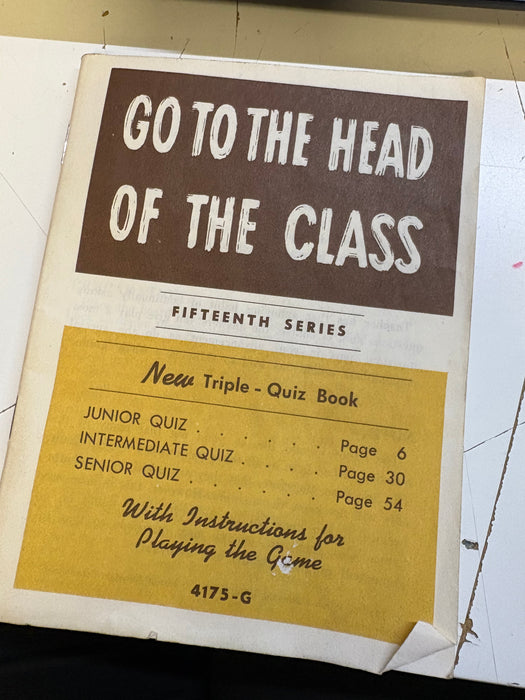 GO TO THE HEAD
OF THE CLASS
FIFTEENTH SERIES
New Triple - Quiz Book
JUNIOR QUIZ . . . . . . Page 6
INTERMEDIATE QUIZ . . . . . Page 30
SENIOR QUIZ . . . . . . Page 54
With Instructions for
Playing the Game
4175-G